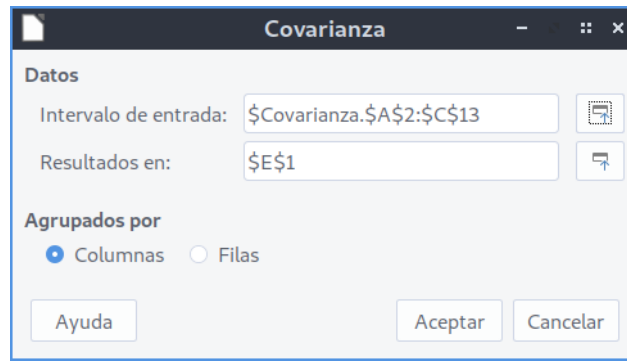 Covarianza
Datos
Intervalo de entrada: $Covarianza.$A$2:$C$13
Resultados en: $E$1
Agrupados por
Columnas Filas
Ayuda Aceptar Cancelar